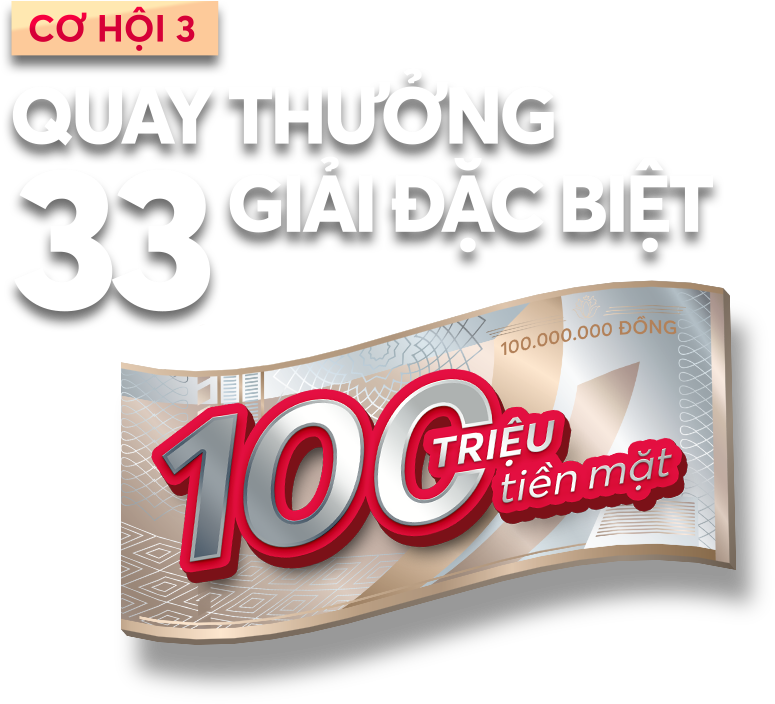 CƠ HỘI 3
QUAY THƯỞNG
33 GIẢI ĐẶC BIỆT
100.000.000 ĐỒNG
100 TRIỆU
tiền mặt